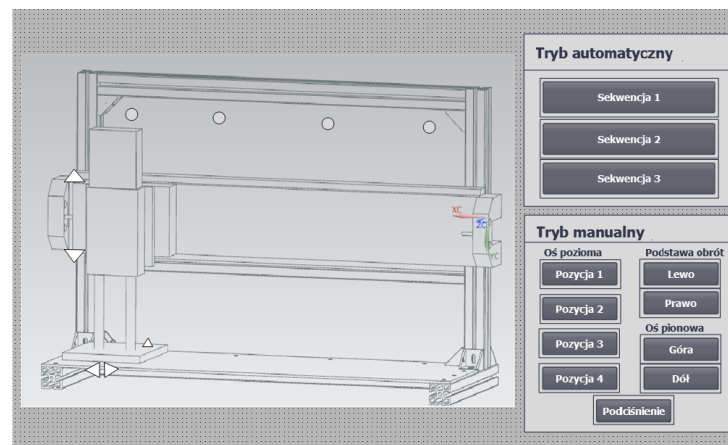 Tryb automatyczny
Sekwencja 1
Sekwencja 2
Sekwencja 3
XC
ZC
YC
Tryb manualny
Oś pozioma
Podstawa obrót
Pozycja 1
Lewo
Pozycja 2
Prawo
Oś pionowa
Pozycja 3
Góra
Pozycja 4
Dół
Podciśnienie